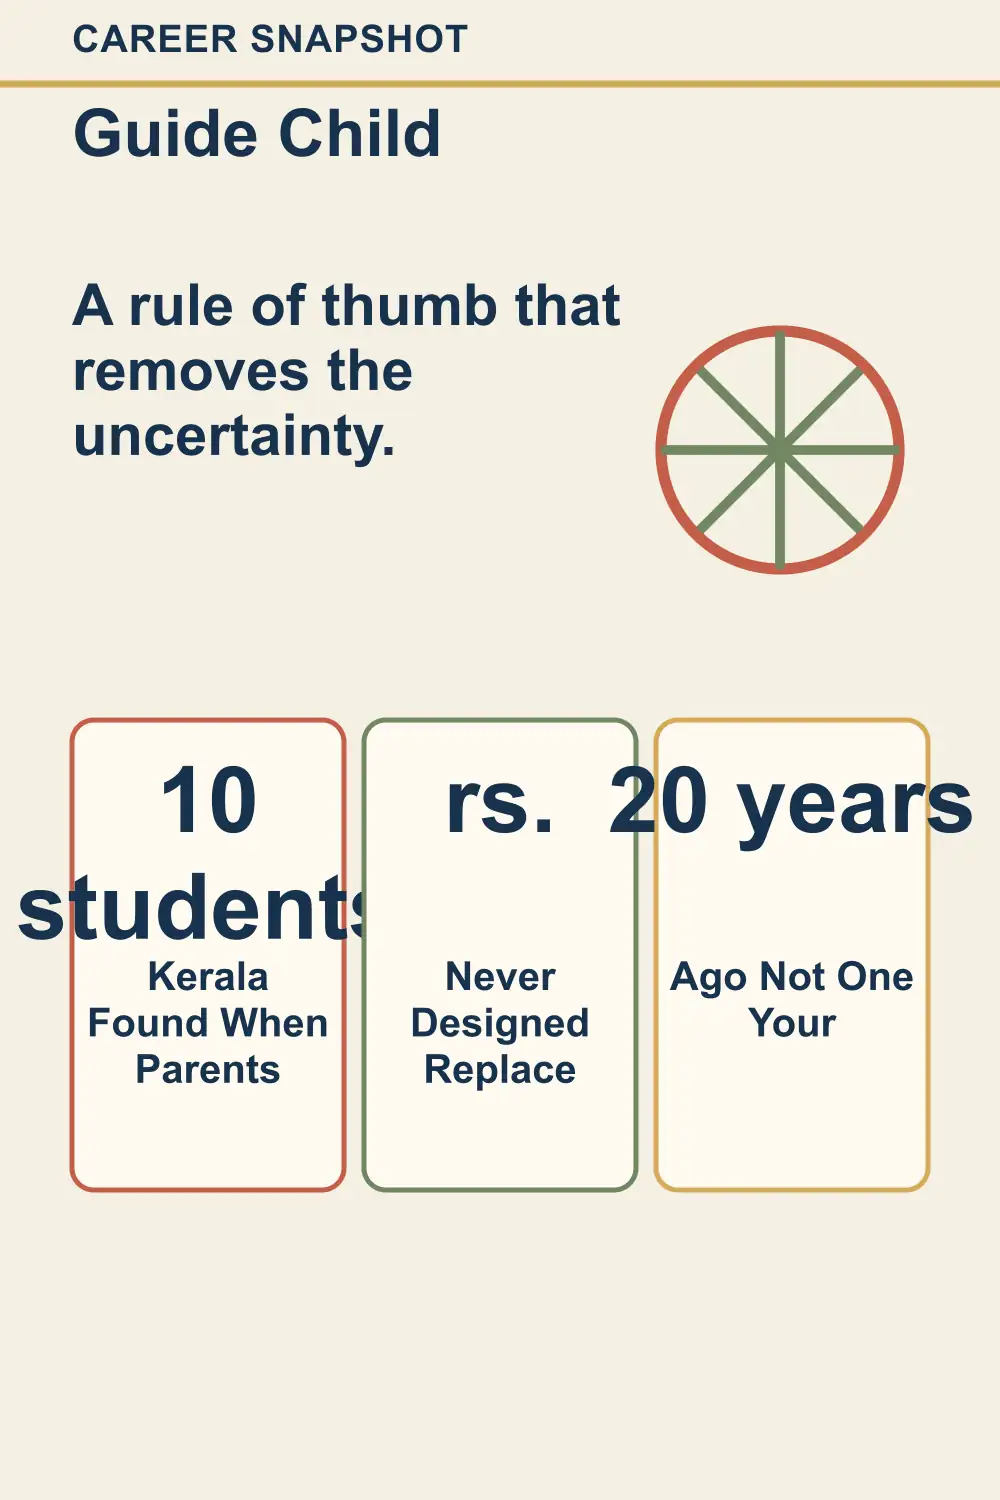 CAREER SNAPSHOT
Guide Child
A rule of thumb that
removes the
uncertainty.
10
students
Kerala
Found When
Parents
rs.
Never
Designed
Replace
20 years
Ago Not One
Your